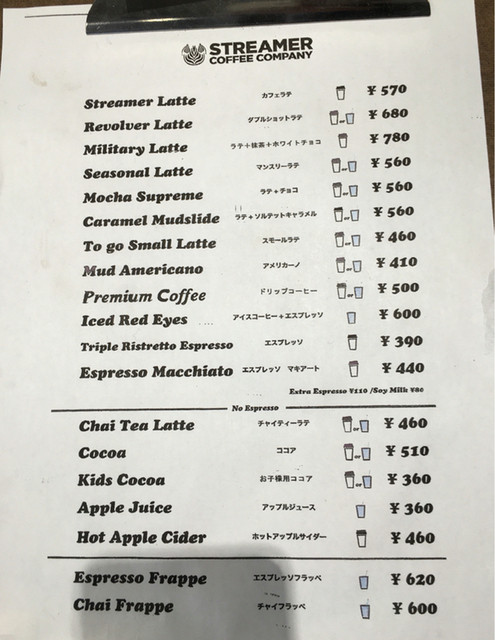 STREAMER
COFFEE COMPANY
Streamer Latte カフェラテ ¥ 570
Revolver Latte ダブルショットラテ or ¥ 680
Military Latte ラテ+抹茶+ホワイトチョコ ¥ 780
Seasonal Latte マンスリーラテ or ¥ 560
Mocha Supreme ラテ+チョコ or ¥ 560
Caramel Mudslide ラテ+ソルテットキャラメル or ¥ 560
To go Small Latte スモールラテ or ¥ 460
Mud Americano アメリカーノ or ¥ 410
Premium Coffee ドリップコーヒー or ¥ 500
Iced Red Eyes アイスコーヒー+エスプレッソ ¥ 600
Triple Ristretto Espresso エスプレッソ ¥ 390
Espresso Macchiato エスプレッソ マキアート ¥ 440
Extra Espresso ¥110 /Soy Milk ¥80
No Espresso
Chai Tea Latte チャイティーラテ or ¥ 460
Cocoa ココア or ¥ 510
Kids Cocoa お子様用ココア or ¥ 360
Apple Juice アップルジュース ¥ 360
Hot Apple Cider ホットアップルサイダー ¥ 460
Espresso Frappe エスプレッソフラッペ ¥ 620
Chai Frappe チャイフラッペ ¥ 600